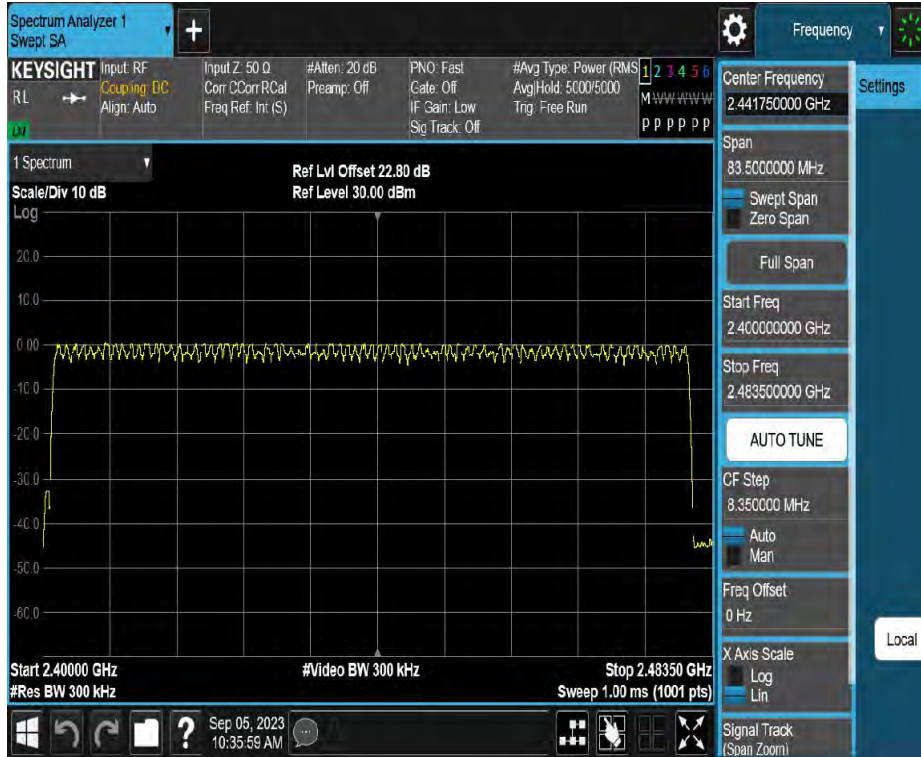 Spectrum Analyzer 1
Swept SA
+
Frequency
KEYSIGHT
RL
Input: RF
Coupling: DC
Align: Auto
Input Z: 50 Ω
Corr CCorr RCal
Freq Ref: Int (S)
#Atten: 20 dB
Preamp: Off
PNO: Fast
Gate: Off
IF Gain: Low
Sig Track: Off
#Avg Type: Power (RMS
Avg|Hold: 5000/5000
Trig: Free Run
1 2 3 4 5 6
M W W W W W
P P P P P P
1 Spectrum
Scale/Div 10 dB
Ref Lvl Offset 22.80 dB
Ref Level 30.00 dBm
Log
20.0
10.0
0.00
-10.0
-20.0
-30.0
-40.0
-50.0
-60.0
Start 2.40000 GHz
#Res BW 300 kHz
#Video BW 300 kHz
Stop 2.48350 GHz
Sweep 1.00 ms (1001 pts)
Sep 05, 2023
10:35:59 AM
?
Center Frequency
2.441750000 GHz
Settings
Span
83.5000000 MHz
Swept Span
Zero Span
Full Span
Start Freq
2.400000000 GHz
Stop Freq
2.483500000 GHz
AUTO TUNE
CF Step
8.350000 MHz
Auto
Man
Freq Offset
0 Hz
Local
X Axis Scale
Log
Lin
Signal Track
(Span Zoom)